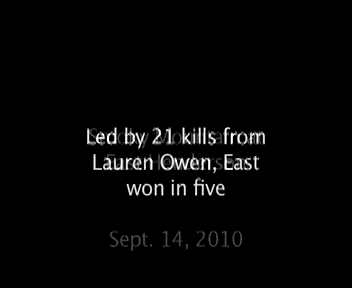 Led by 21 kills from
Lauren Owen, East
won in five
Sept. 14, 2010